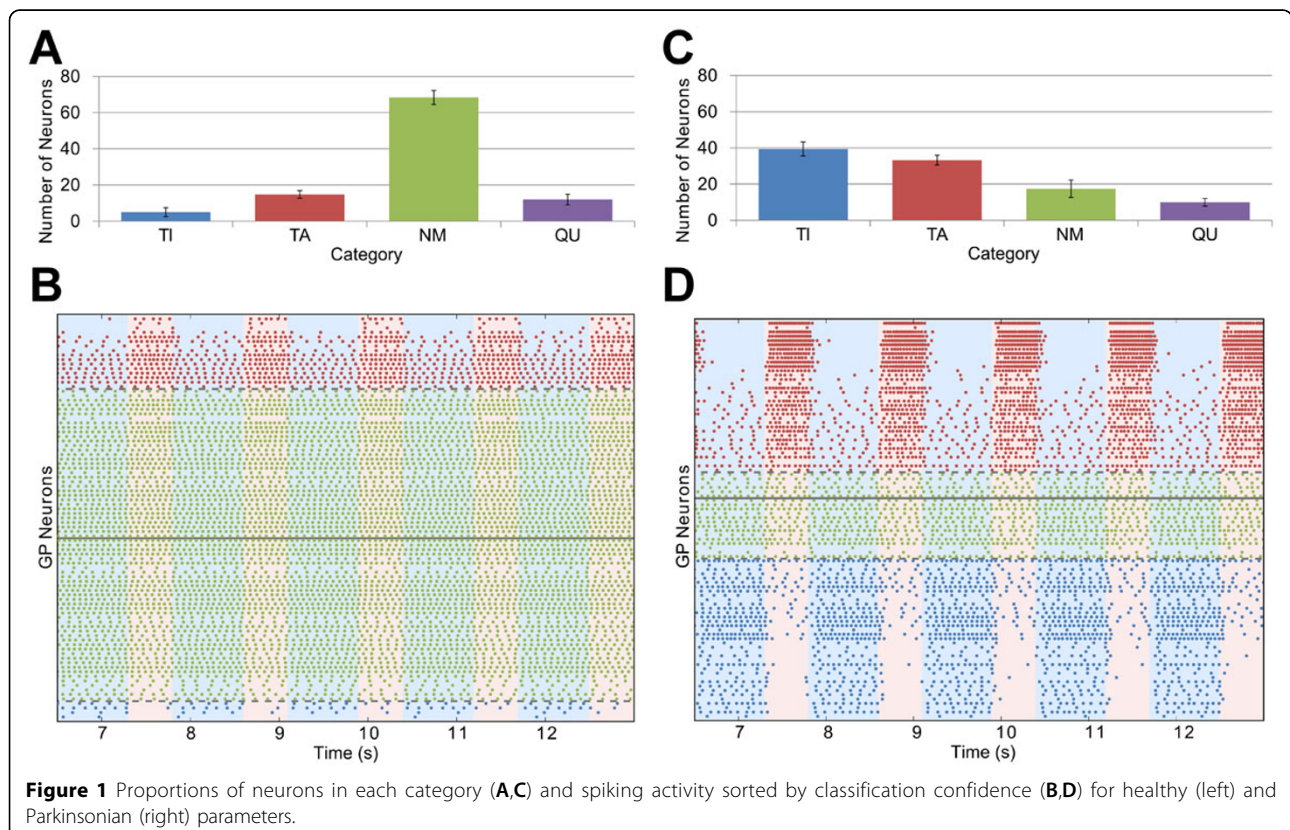 A
Number of Neurons
80
60
40
20
0
TI TA NM QU
Category
C
Number of Neurons
80
60
40
20
0
TI TA NM QU
Category
B
GP Neurons
7 8 9 10 11 12
Time (s)
D
GP Neurons
7 8 9 10 11 12
Time (s)
Figure 1 Proportions of neurons in each category (A,C) and spiking activity sorted by classification confidence (B,D) for healthy (left) and
Parkinsonian (right) parameters.